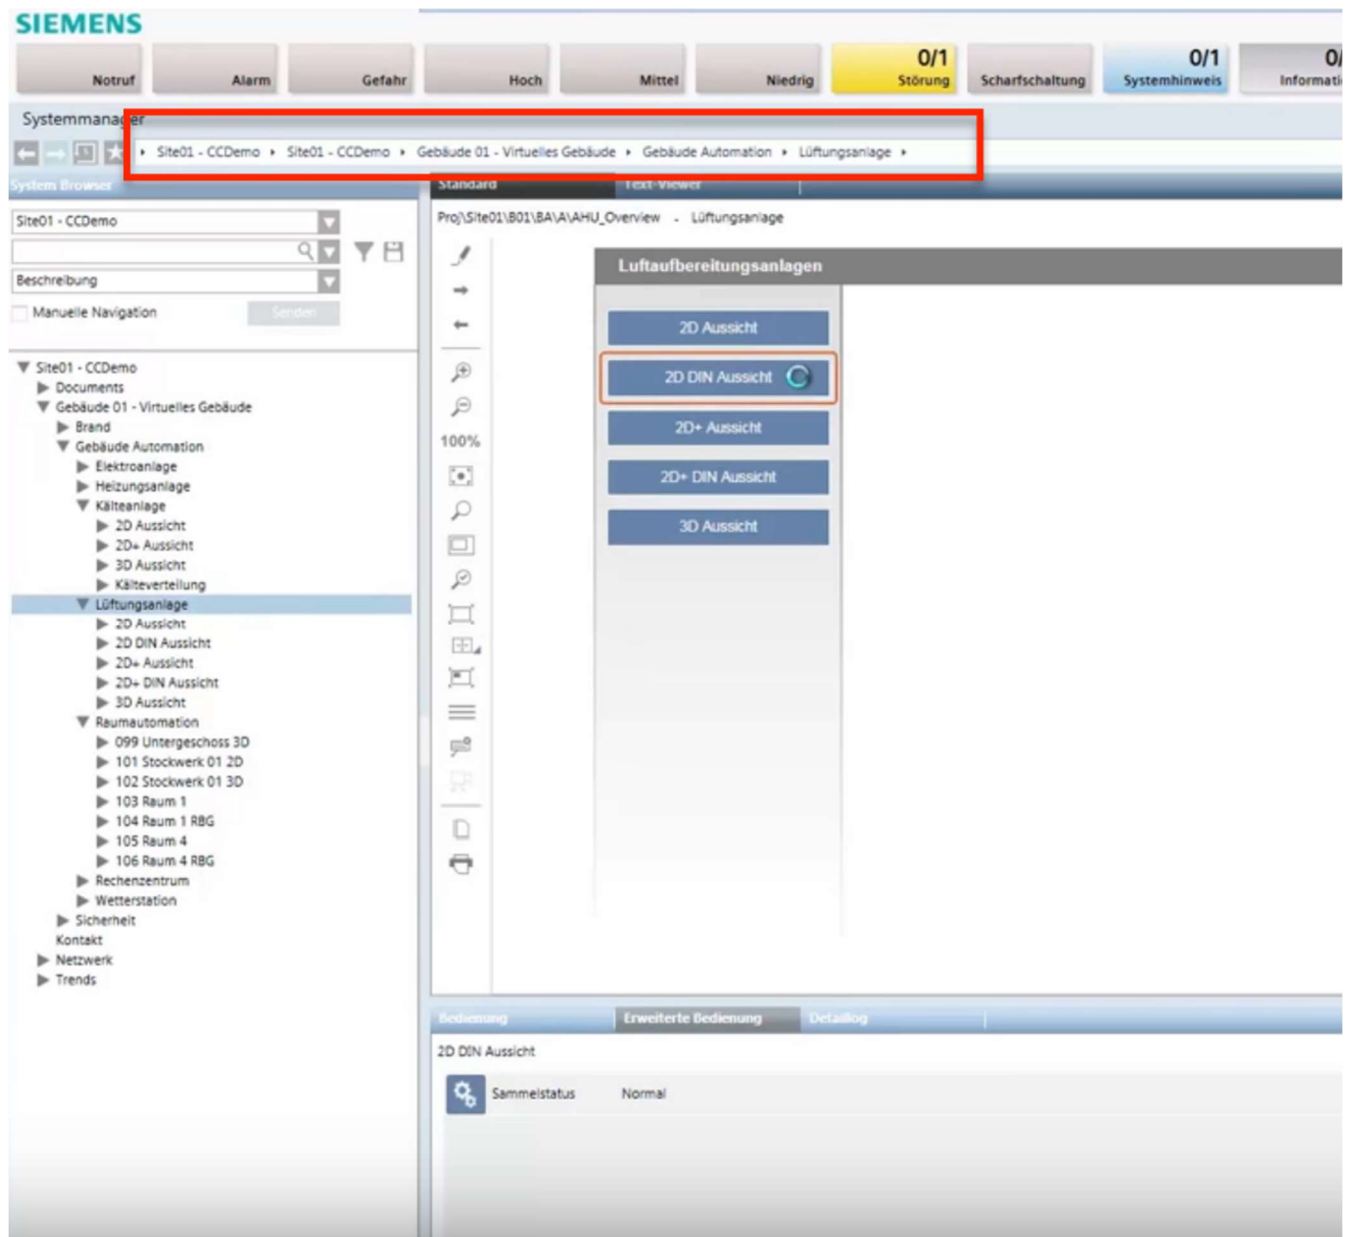 SIEMENS
0/1 0/1 0/
Notruf Alarm Gefahr Hoch Mittel Niedrig Störung Scharfschaltung Systemhinweis Informati
Systemmanager
Site01 - CCDemo Site01 - CCDemo Gebäude 01 - Virtuelles Gebäude Gebäude Automation Lüftungsanlage
System Browser
Site01 - CCDemo
Beschreibung
Manuelle Navigation Senden
Site01 - CCDemo
Documents
Gebäude 01 - Virtuelles Gebäude
Brand
Gebäude Automation
Elektroanlage
Heizungsanlage
Kälteanlage
2D Aussicht
2D+ Aussicht
3D Aussicht
Kälteverteilung
Lüftungsanlage
2D Aussicht
2D DIN Aussicht
2D+ Aussicht
2D+ DIN Aussicht
3D Aussicht
Raumautomation
099 Untergeschoss 3D
101 Stockwerk 01 2D
102 Stockwerk 01 3D
103 Raum 1
104 Raum 1 RBG
105 Raum 4
106 Raum 4 RBG
Rechenzentrum
Wetterstation
Sicherheit
Kontakt
Netzwerk
Trends
Standard Text-Viewer
Proj\Site01\B01\BA\A\AHU_Overview - Lüftungsanlage
100%
Luftaufbereitungsanlagen
2D Aussicht
2D DIN Aussicht
2D+ Aussicht
2D+ DIN Aussicht
3D Aussicht
Bedienung Erweiterte Bedienung Detaillog
2D DIN Aussicht
Sammelstatus Normal